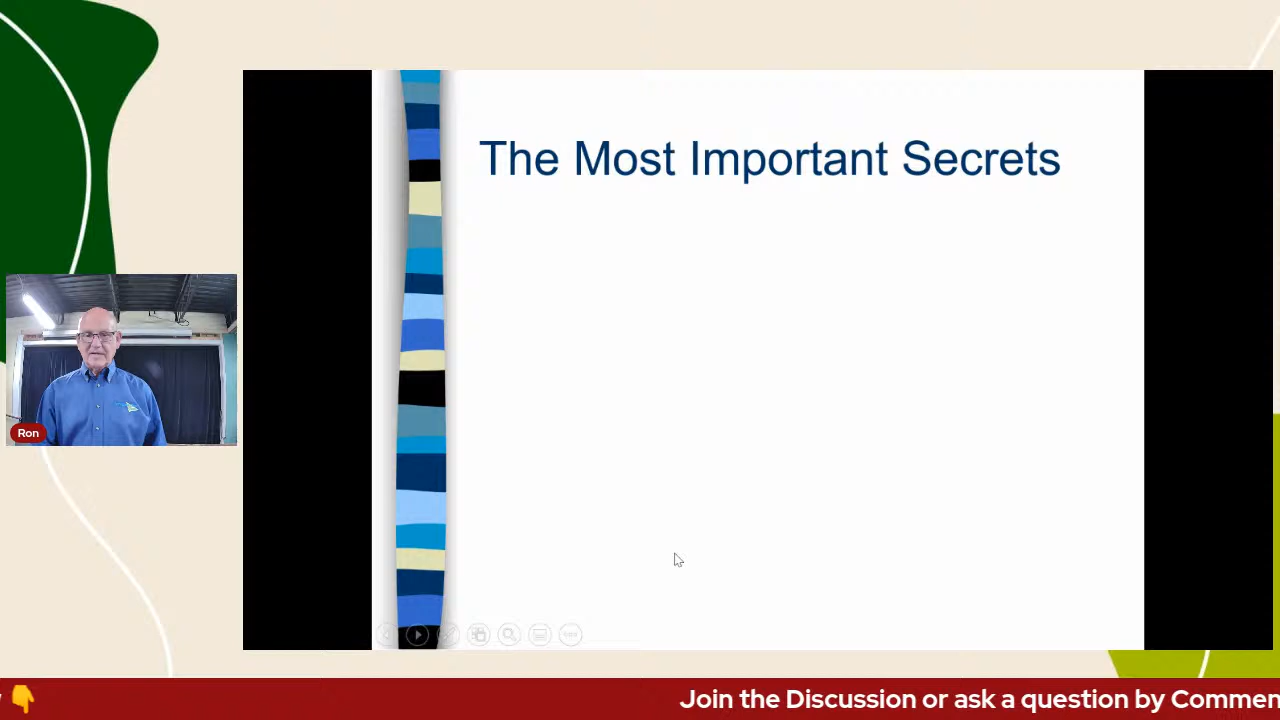 The Most Important Secrets
Ron
Join the Discussion or ask a question by Commen